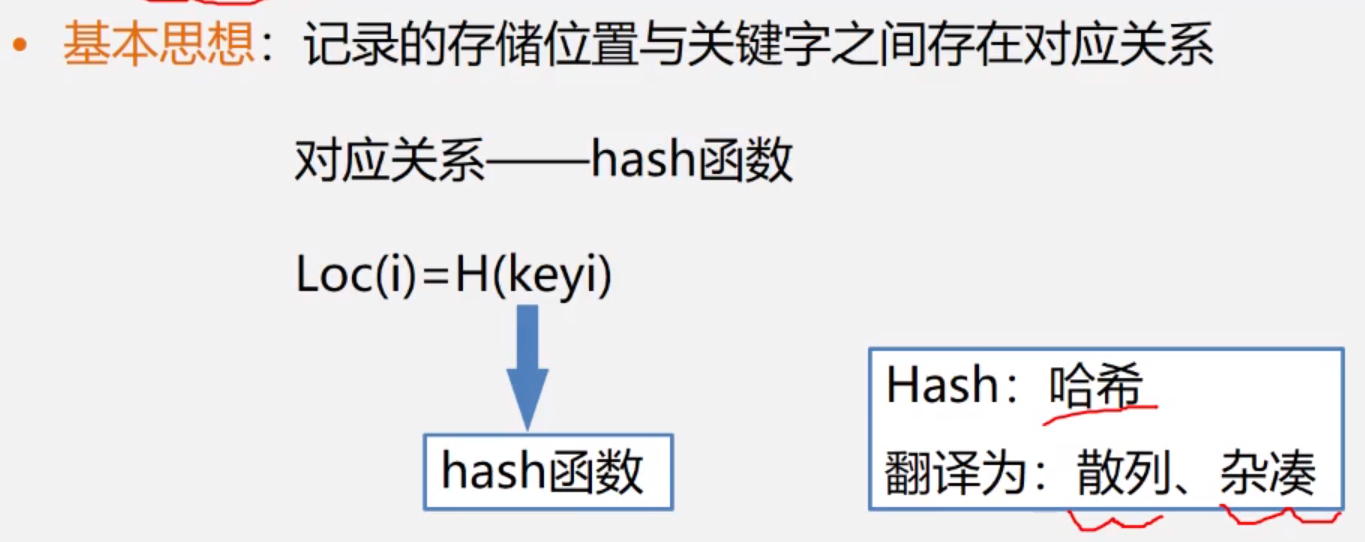 • 基本思想：记录的存储位置与关键字之间存在对应关系
对应关系——hash函数
Loc(i)=H(keyi)
hash函数
Hash：哈希
翻译为：散列、杂凑